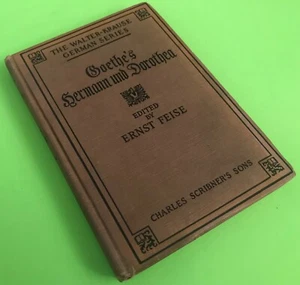 THE WALTER-KRAUSE
GERMAN SERIES
Goethe's
Hermann und Dorothea
EDITED
BY
ERNST FEISE
CHARLES SCRIBNER'S SONS